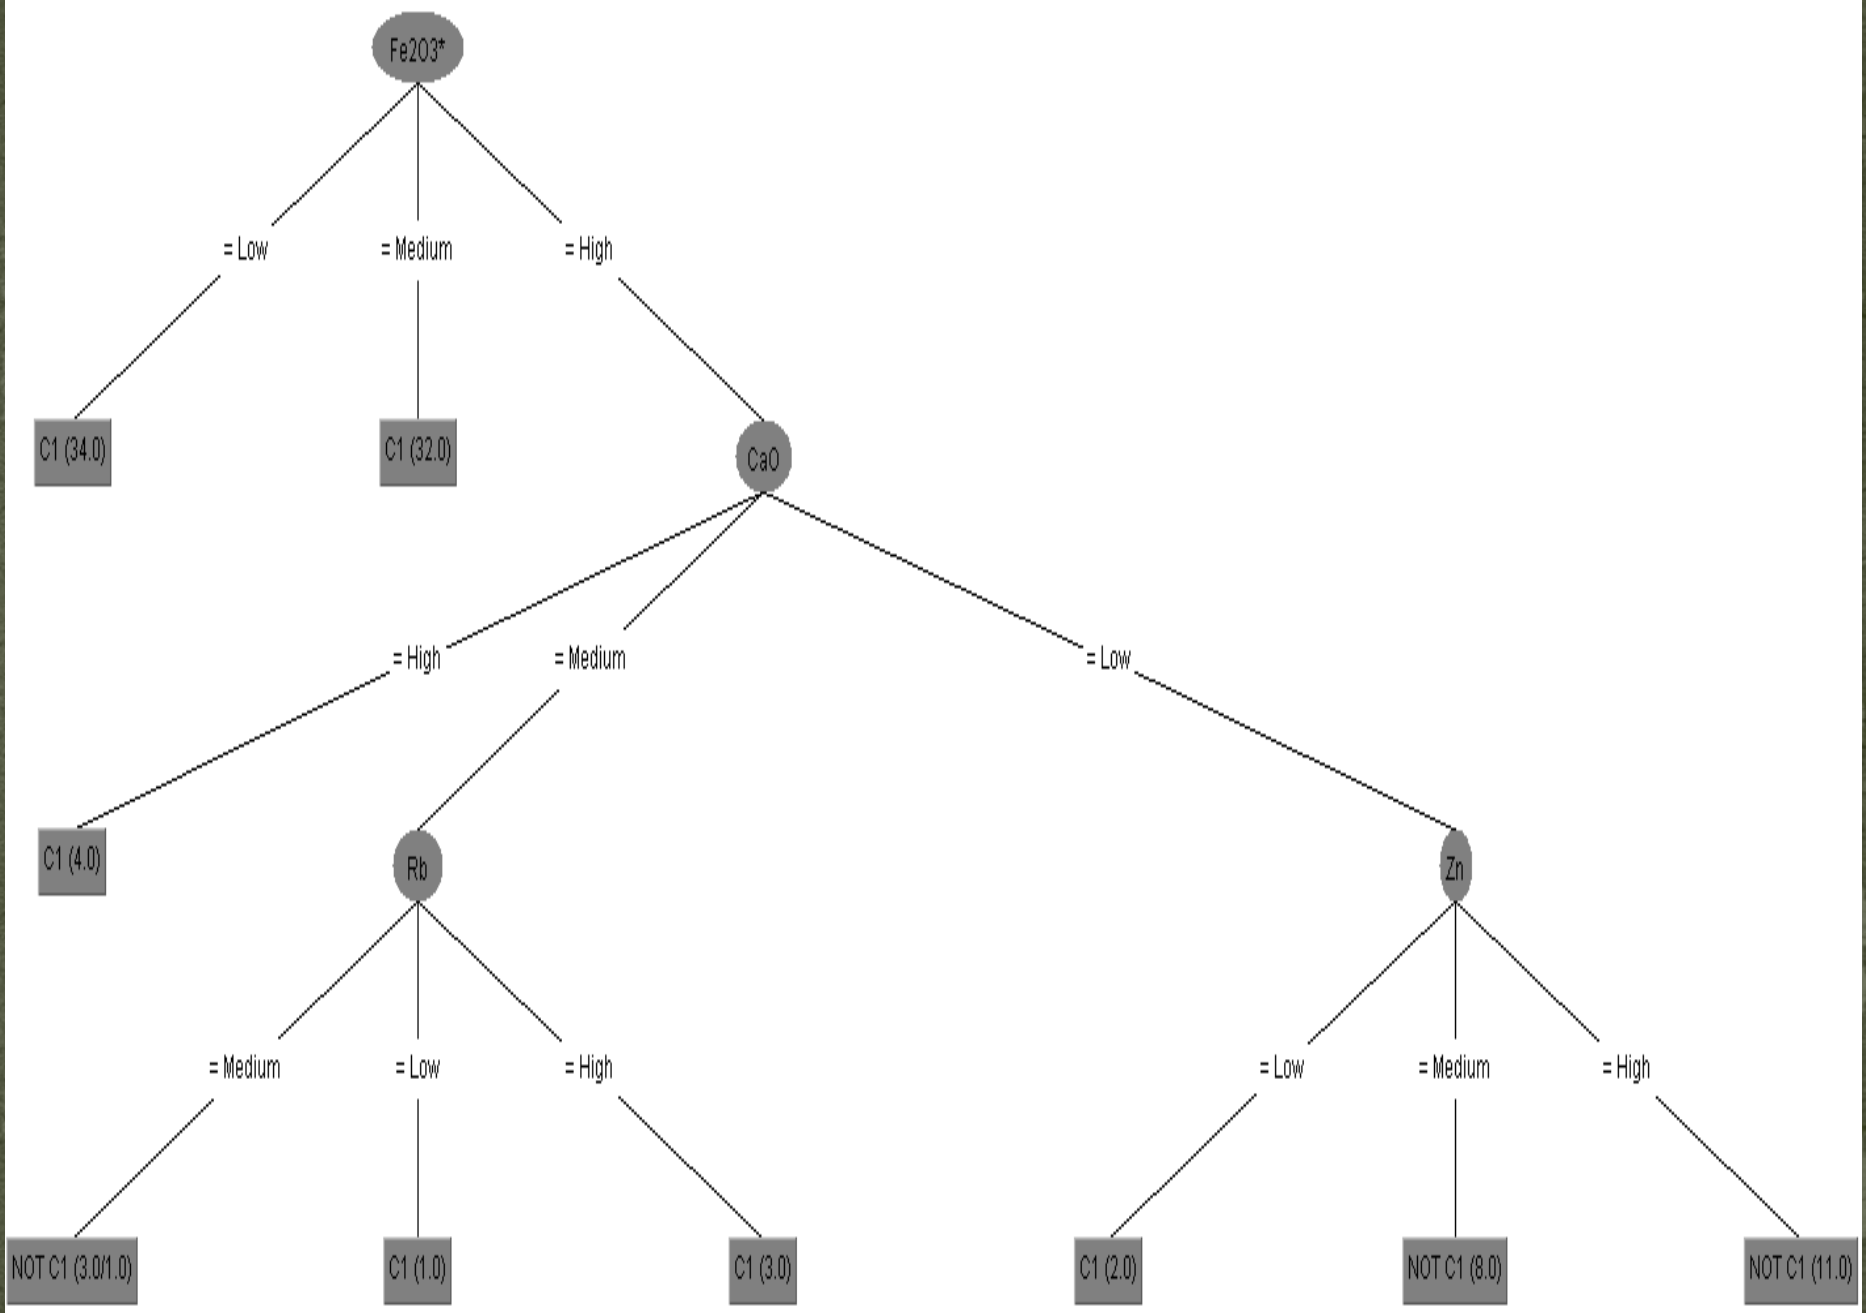 Fe2O3*
= Low
= Medium
= High
C1 (34.0)
C1 (32.0)
CaO
= High
= Medium
= Low
C1 (4.0)
Rb
Zn
= Medium
= Low
= High
= Low
= Medium
= High
NOT C1 (3.0/1.0)
C1 (1.0)
C1 (3.0)
C1 (2.0)
NOT C1 (8.0)
NOT C1 (11.0)